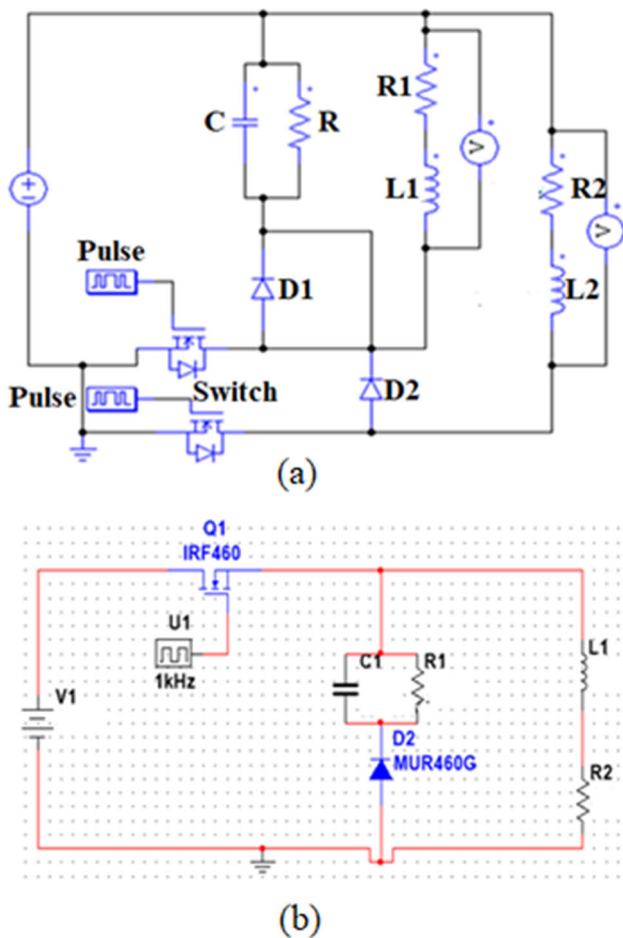 C
R
R1
V
L1
R2
V
L2
Pulse
D1
Switch
Pulse
D2
(a)
Q1
IRF460
U1
1kHz
V1
C1
R1
L1
D2
MUR460G
R2
(b)